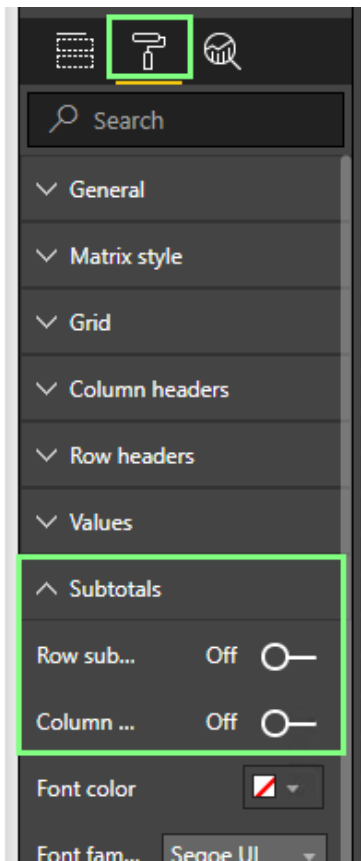 Search
General
Matrix style
Grid
Column headers
Row headers
Values
Subtotals
Row sub... Off
Column ... Off
Font color
Font fam... Segoe UI